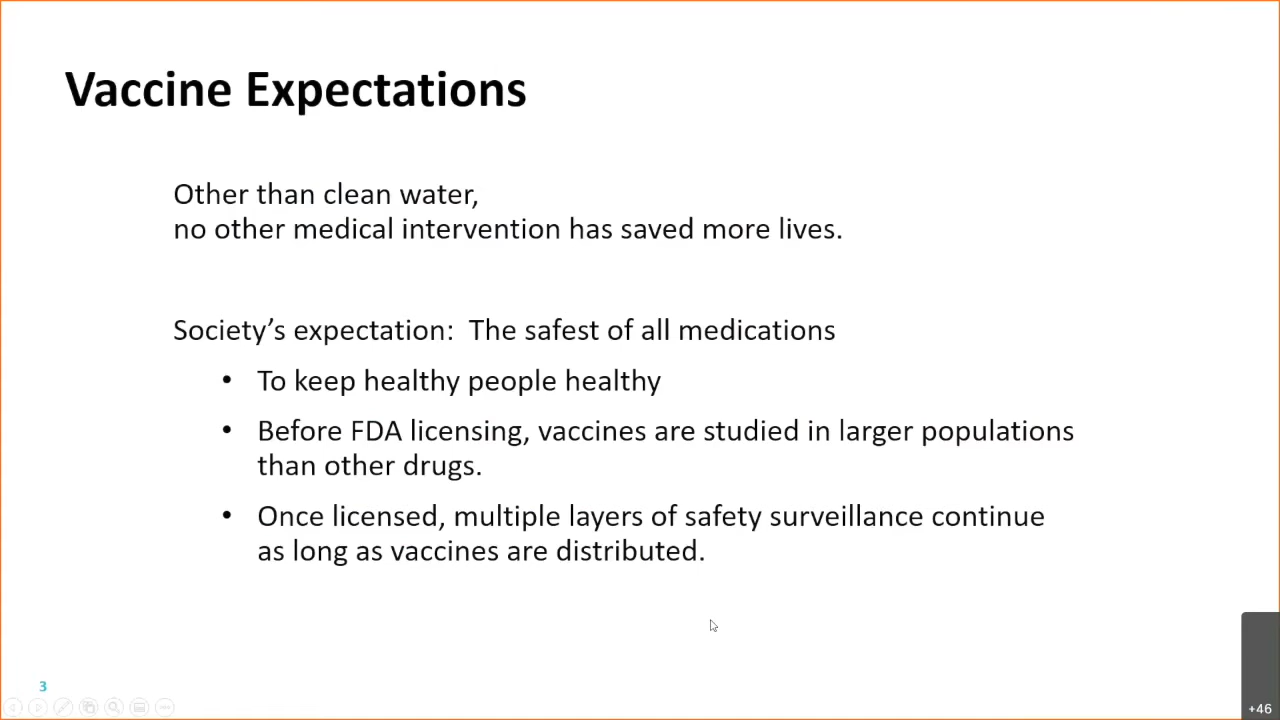 Vaccine Expectations
Other than clean water,
no other medical intervention has saved more lives.
Society’s expectation:  The safest of all medications
• To keep healthy people healthy
• Before FDA licensing, vaccines are studied in larger populations
than other drugs.
• Once licensed, multiple layers of safety surveillance continue
as long as vaccines are distributed.
3
+46